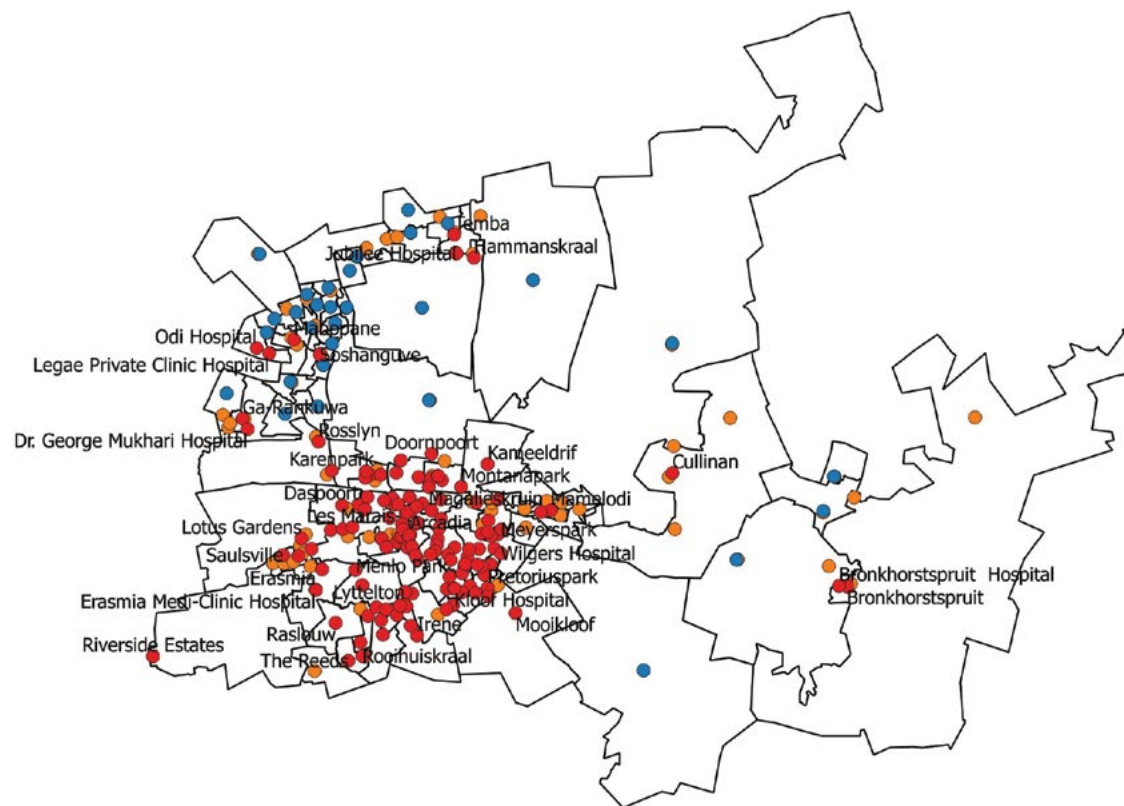 Temba
Hammanskraal
Jubilee Hospital
Mabopane
Odi Hospital
Soshanguve
Legae Private Clinic Hospital
Ga-Rankuwa
Rosslyn
Dr. George Mukhari Hospital
Doornpoort
Kameeldrif
Karenpark
Montanapark
Cullinan
Daspoort
Magalieskruin
Mamelodi
Les Marais
Arcadia
Lotus Gardens
Meyerspark
Saulsville
Wilgers Hospital
Menlo Park
Erasmia
Pretoriuspark
Bronkhorstspruit Hospital
Lyttelton
Erasmia Medi-Clinic Hospital
Kloof Hospital
Bronkhorstspruit
Irene
Mooikloof
Raslouw
Riverside Estates
The Reeds
Rooihuiskraal